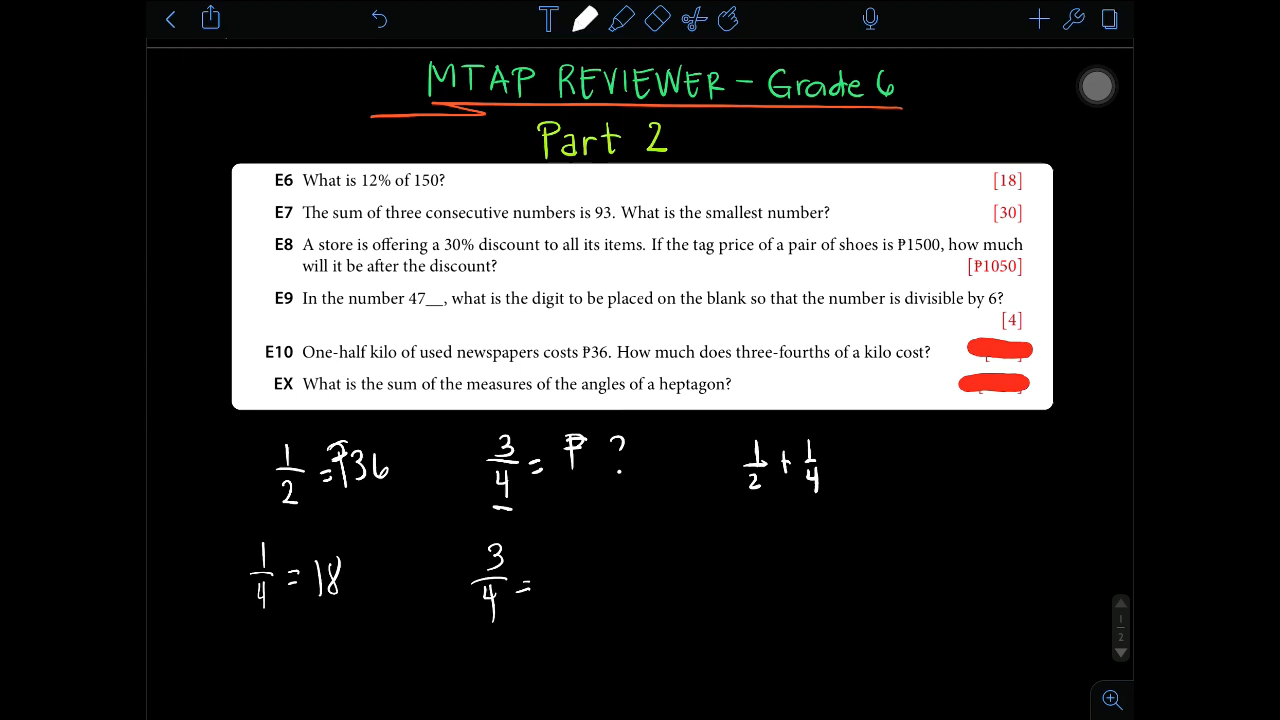 MTAP REVIEWER - Grade 6
Part 2
E6 What is 12% of 150? [18]
E7 The sum of three consecutive numbers is 93. What is the smallest number? [30]
E8 A store is offering a 30% discount to all its items. If the tag price of a pair of shoes is ₱1500, how much
will it be after the discount? [₱1050]
E9 In the number 47__, what is the digit to be placed on the blank so that the number is divisible by 6?
[4]
E10 One-half kilo of used newspapers costs ₱36. How much does three-fourths of a kilo cost?
EX What is the sum of the measures of the angles of a heptagon?
1/2 = ₱36 3/4 = ₱ ? 1/2 + 1/4
1/4 = 18 3/4 =
1
2